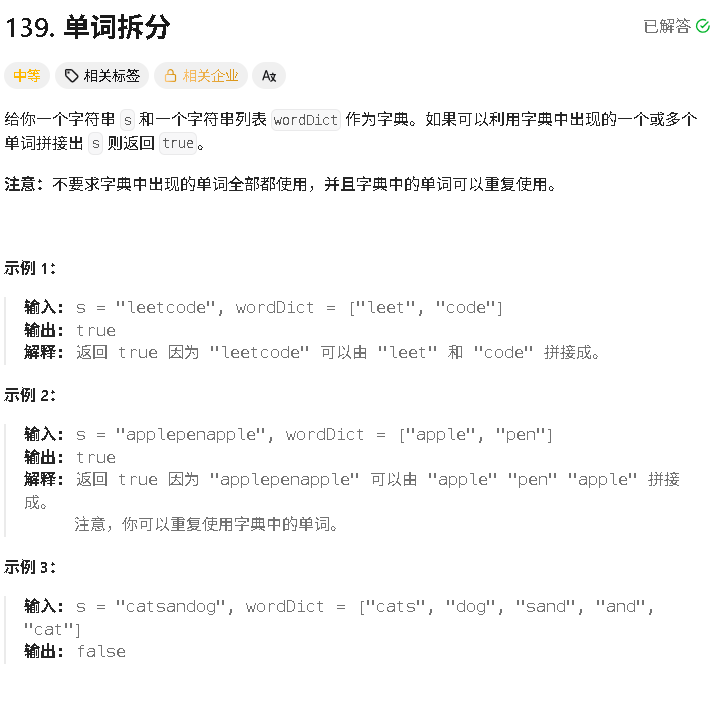 139. 单词拆分
已解答
中等 相关标签 相关企业 Ax
给你一个字符串 s 和一个字符串列表 wordDict 作为字典。如果可以利用字典中出现的一个或多个
单词拼接出 s 则返回 true。
注意：不要求字典中出现的单词全部都使用，并且字典中的单词可以重复使用。
示例 1：
输入: s = "leetcode", wordDict = ["leet", "code"]
输出: true
解释: 返回 true 因为 "leetcode" 可以由 "leet" 和 "code" 拼接成。
示例 2：
输入: s = "applepenapple", wordDict = ["apple", "pen"]
输出: true
解释: 返回 true 因为 "applepenapple" 可以由 "apple" "pen" "apple" 拼接
成。
注意，你可以重复使用字典中的单词。
示例 3：
输入: s = "catsandog", wordDict = ["cats", "dog", "sand", "and",
"cat"]
输出: false